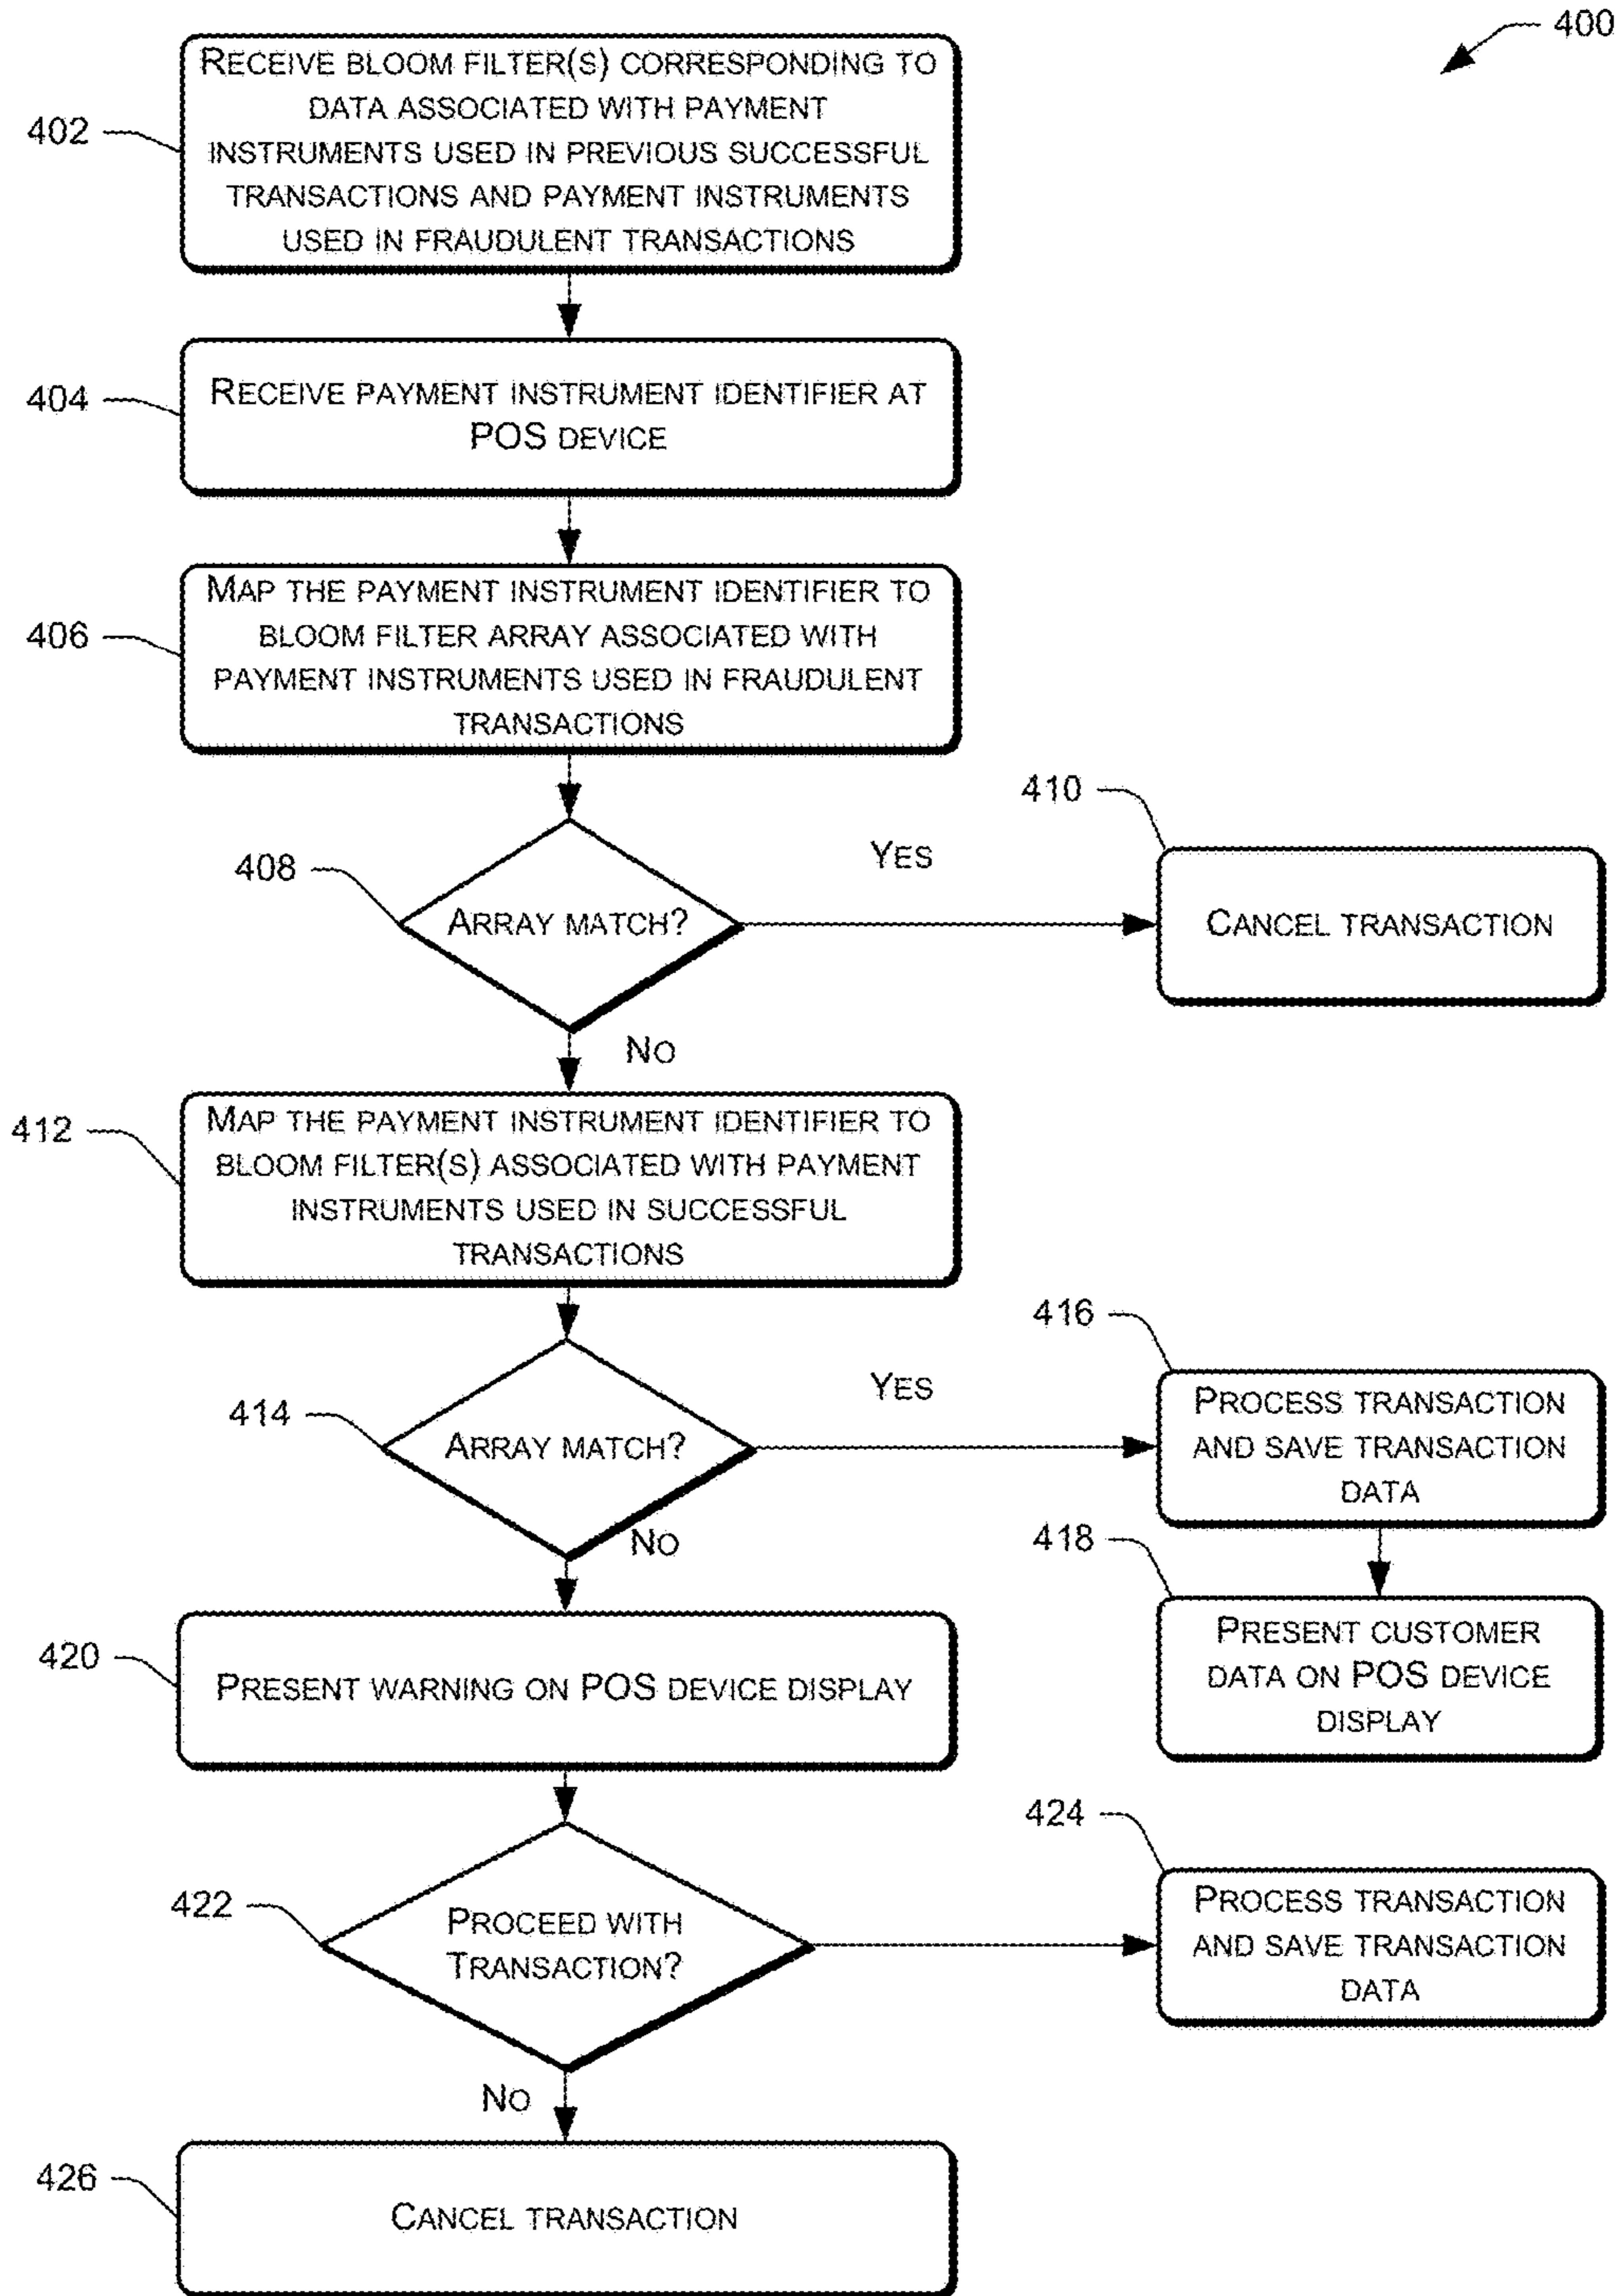 400
402
RECEIVE BLOOM FILTER(S) CORRESPONDING TO
DATA ASSOCIATED WITH PAYMENT
INSTRUMENTS USED IN PREVIOUS SUCCESSFUL
TRANSACTIONS AND PAYMENT INSTRUMENTS
USED IN FRAUDULENT TRANSACTIONS
404
RECEIVE PAYMENT INSTRUMENT IDENTIFIER AT
POS DEVICE
406
MAP THE PAYMENT INSTRUMENT IDENTIFIER TO
BLOOM FILTER ARRAY ASSOCIATED WITH
PAYMENT INSTRUMENTS USED IN FRAUDULENT
TRANSACTIONS
408
ARRAY MATCH?
YES
410
CANCEL TRANSACTION
NO
412
MAP THE PAYMENT INSTRUMENT IDENTIFIER TO
BLOOM FILTER(S) ASSOCIATED WITH PAYMENT
INSTRUMENTS USED IN SUCCESSFUL
TRANSACTIONS
414
ARRAY MATCH?
YES
416
PROCESS TRANSACTION
AND SAVE TRANSACTION
DATA
418
PRESENT CUSTOMER
DATA ON POS DEVICE
DISPLAY
NO
420
PRESENT WARNING ON POS DEVICE DISPLAY
422
PROCEED WITH
TRANSACTION?
424
PROCESS TRANSACTION
AND SAVE TRANSACTION
DATA
NO
426
CANCEL TRANSACTION